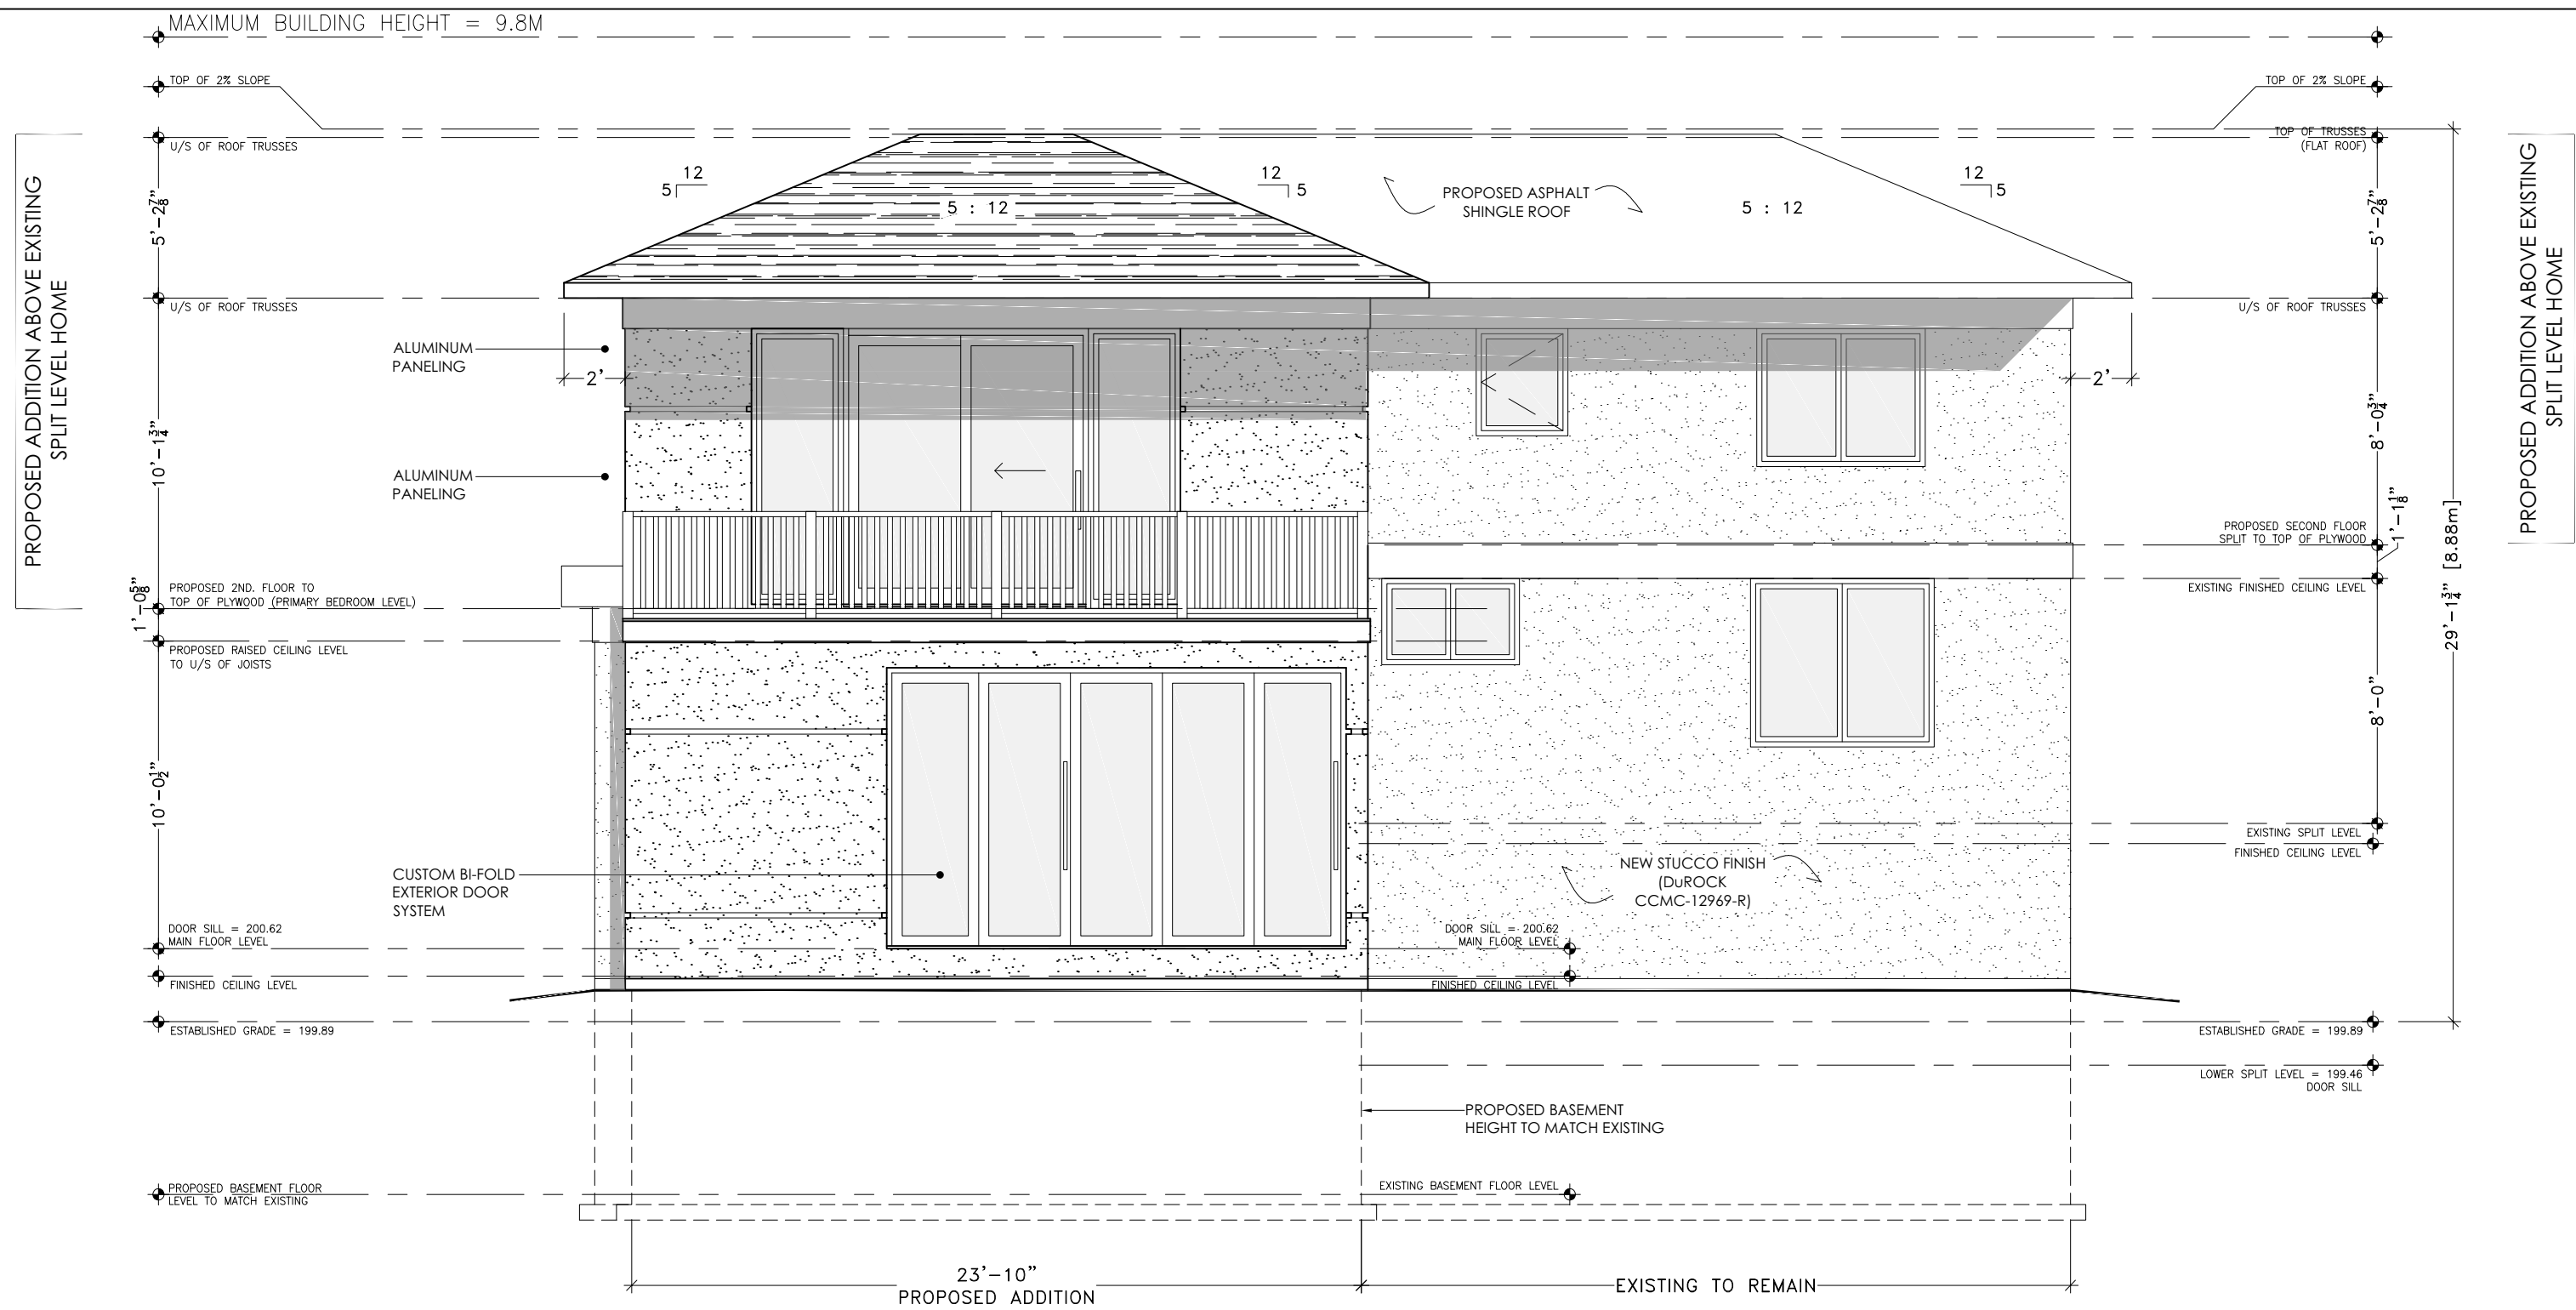 MAXIMUM BUILDING HEIGHT = 9.8M
TOP OF 2% SLOPE
TOP OF 2% SLOPE
U/S OF ROOF TRUSSES
TOP OF TRUSSES
(FLAT ROOF)
PROPOSED ADDITION ABOVE EXISTING
SPLIT LEVEL HOME
5'-2⅞"
12
5
5 : 12
12
5
PROPOSED ASPHALT
SHINGLE ROOF
5 : 12
12
5
5'-2⅞"
PROPOSED ADDITION ABOVE EXISTING
SPLIT LEVEL HOME
U/S OF ROOF TRUSSES
U/S OF ROOF TRUSSES
ALUMINUM
PANELING
2'
2'
10'-1¾"
8'-0¾"
ALUMINUM
PANELING
1'-1⅛"
29'-1¾" [8.88m]
PROPOSED SECOND FLOOR
SPLIT TO TOP OF PLYWOOD
EXISTING FINISHED CEILING LEVEL
1'-0⅝"
PROPOSED 2ND. FLOOR TO
TOP OF PLYWOOD (PRIMARY BEDROOM LEVEL)
PROPOSED RAISED CEILING LEVEL
TO U/S OF JOISTS
8'-0"
10'-0½"
EXISTING SPLIT LEVEL
FINISHED CEILING LEVEL
CUSTOM BI-FOLD
EXTERIOR DOOR
SYSTEM
NEW STUCCO FINISH
(DuROCK
CCMC-12969-R)
DOOR SILL = 200.62
MAIN FLOOR LEVEL
DOOR SILL = 200.62
MAIN FLOOR LEVEL
FINISHED CEILING LEVEL
FINISHED CEILING LEVEL
ESTABLISHED GRADE = 199.89
ESTABLISHED GRADE = 199.89
LOWER SPLIT LEVEL = 199.46
DOOR SILL
PROPOSED BASEMENT
HEIGHT TO MATCH EXISTING
PROPOSED BASEMENT FLOOR
LEVEL TO MATCH EXISTING
EXISTING BASEMENT FLOOR LEVEL
23'-10"
PROPOSED ADDITION
EXISTING TO REMAIN